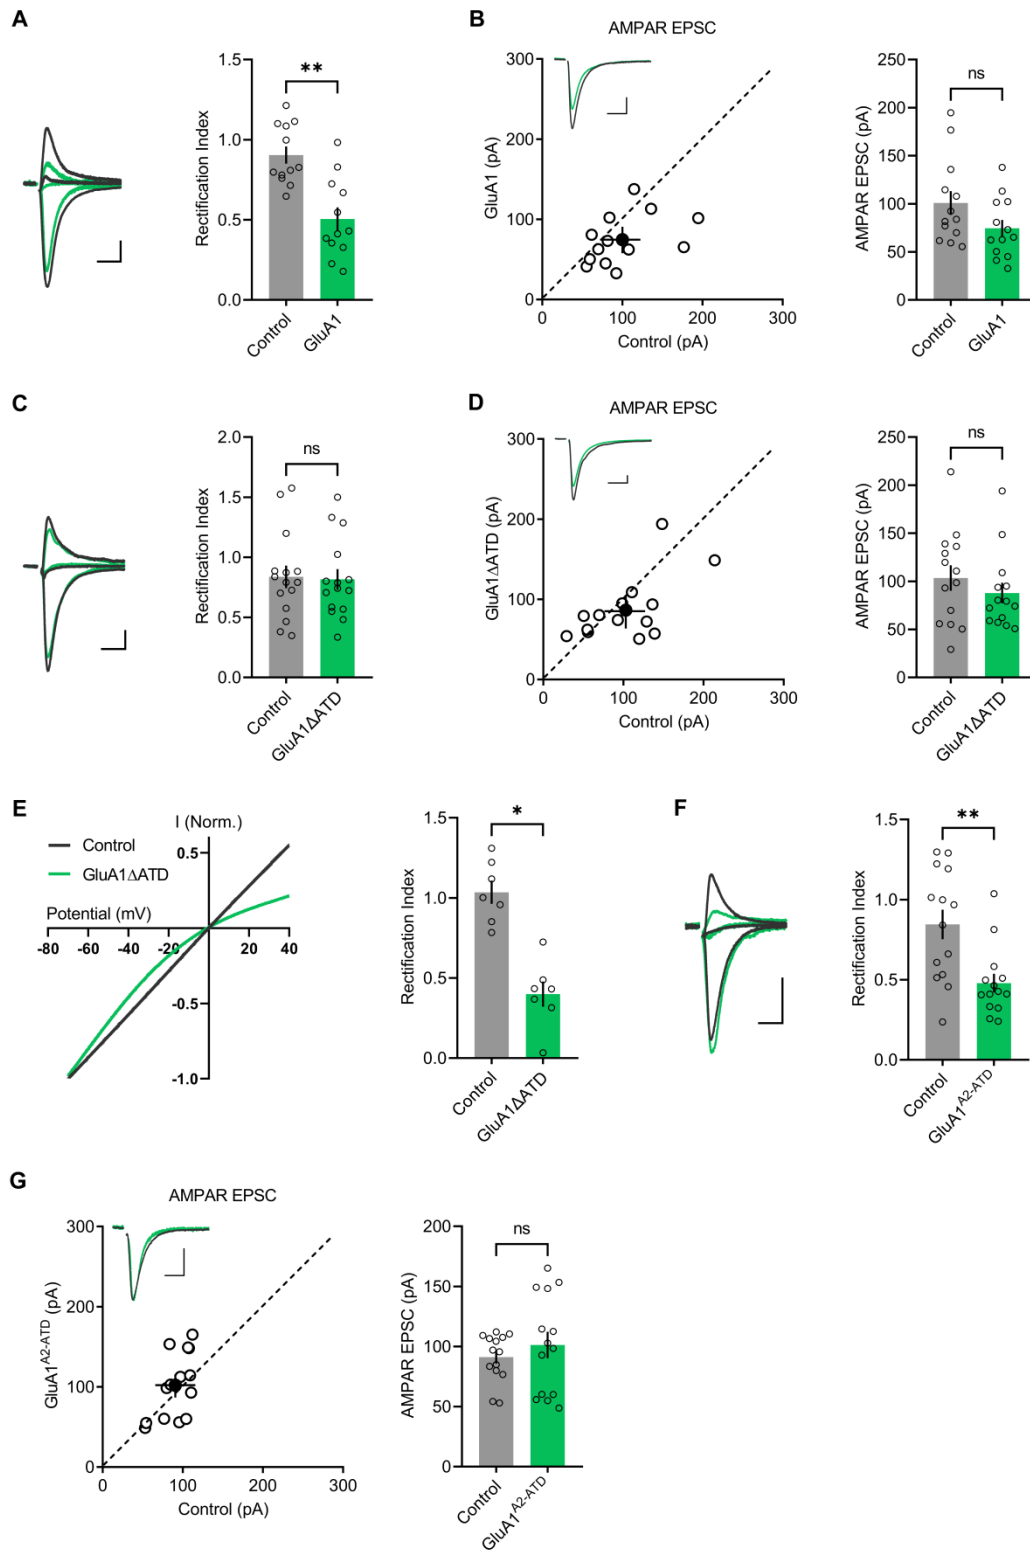 A
1.5
1.0
0.5
0.0
Rectification Index
**
Control
GluA1
B
AMPAR EPSC
300
200
100
0
GluA1 (pA)
0
100
200
300
Control (pA)
250
200
150
100
50
0
AMPAR EPSC (pA)
ns
Control
GluA1
C
2.0
1.5
1.0
0.5
0.0
Rectification Index
ns
Control
GluA1ΔATD
D
AMPAR EPSC
300
200
100
0
GluA1ΔATD (pA)
0
100
200
300
Control (pA)
250
200
150
100
50
0
AMPAR EPSC (pA)
ns
Control
GluA1ΔATD
E
I (Norm.)
Control
GluA1ΔATD
Potential (mV)
0.5
-80
-60
-40
-20
0
20
40
-0.5
-1.0
1.5
1.0
0.5
0.0
Rectification Index
*
Control
GluA1ΔATD
F
1.5
1.0
0.5
0.0
Rectification Index
**
Control
GluA1A2-ATD
G
AMPAR EPSC
300
200
100
0
GluA1A2-ATD (pA)
0
100
200
300
Control (pA)
200
150
100
50
0
AMPAR EPSC (pA)
ns
Control
GluA1A2-ATD